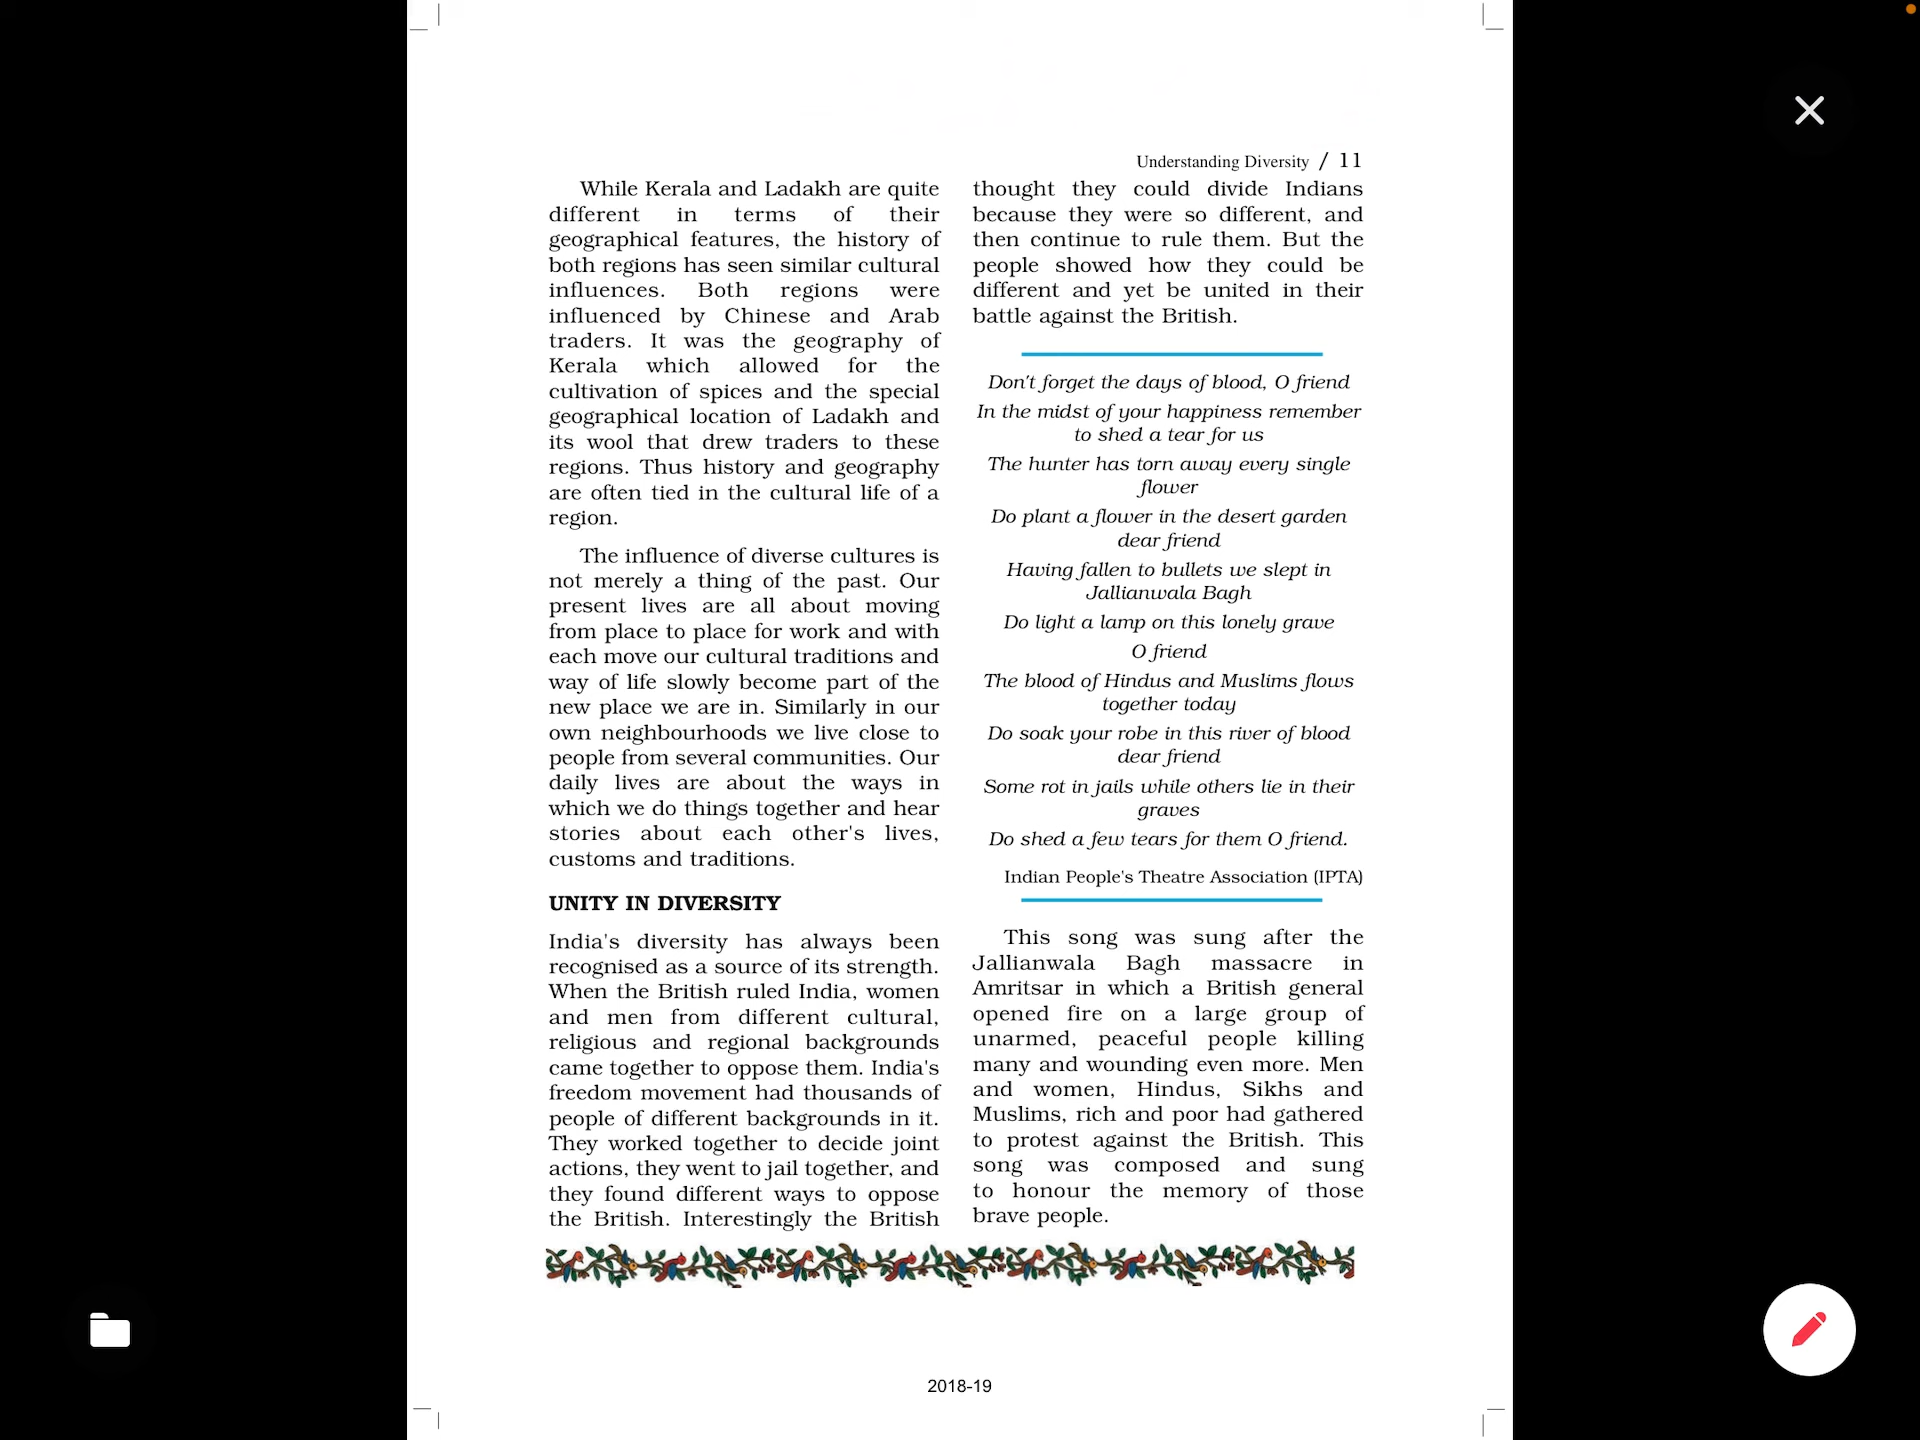 Understanding Diversity / 11
While Kerala and Ladakh are quite
different in terms of their
geographical features, the history of
both regions has seen similar cultural
influences. Both regions were
influenced by Chinese and Arab
traders. It was the geography of
Kerala which allowed for the
cultivation of spices and the special
geographical location of Ladakh and
its wool that drew traders to these
regions. Thus history and geography
are often tied in the cultural life of a
region.
The influence of diverse cultures is
not merely a thing of the past. Our
present lives are all about moving
from place to place for work and with
each move our cultural traditions and
way of life slowly become part of the
new place we are in. Similarly in our
own neighbourhoods we live close to
people from several communities. Our
daily lives are about the ways in
which we do things together and hear
stories about each other's lives,
customs and traditions.
UNITY IN DIVERSITY
India's diversity has always been
recognised as a source of its strength.
When the British ruled India, women
and men from different cultural,
religious and regional backgrounds
came together to oppose them. India's
freedom movement had thousands of
people of different backgrounds in it.
They worked together to decide joint
actions, they went to jail together, and
they found different ways to oppose
the British. Interestingly the British
thought they could divide Indians
because they were so different, and
then continue to rule them. But the
people showed how they could be
different and yet be united in their
battle against the British.
Don't forget the days of blood, O friend
In the midst of your happiness remember
to shed a tear for us
The hunter has torn away every single
flower
Do plant a flower in the desert garden
dear friend
Having fallen to bullets we slept in
Jallianwala Bagh
Do light a lamp on this lonely grave
O friend
The blood of Hindus and Muslims flows
together today
Do soak your robe in this river of blood
dear friend
Some rot in jails while others lie in their
graves
Do shed a few tears for them O friend.
Indian People's Theatre Association (IPTA)
This song was sung after the
Jallianwala Bagh massacre in
Amritsar in which a British general
opened fire on a large group of
unarmed, peaceful people killing
many and wounding even more. Men
and women, Hindus, Sikhs and
Muslims, rich and poor had gathered
to protest against the British. This
song was composed and sung
to honour the memory of those
brave people.
2018-19